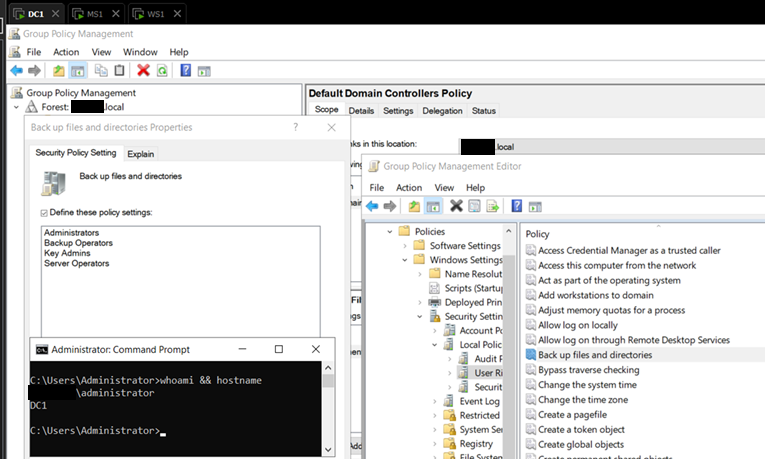 DC1 MS1 WS1
Group Policy Management
File Action View Window Help
Group Policy Management
Forest: .local
Default Domain Controllers Policy
Scope Details Settings Delegation Status
nks in this location: .local
Back up files and directories Properties ?
Security Policy Setting Explain
Back up files and directories
Define these policy settings:
Administrators
Backup Operators
Key Admins
Server Operators
Group Policy Management Editor
File Action View Help
Policies
Software Settings
Windows Settings
Name Resolut
Scripts (Startu
Deployed Prin
Security Settin
Account Po
Local Polic
Audit P
User Ri
Securit
Event Log
Restricted
System Se
Registry
File System
Policy
Access Credential Manager as a trusted caller
Access this computer from the network
Act as part of the operating system
Add workstations to domain
Adjust memory quotas for a process
Allow log on locally
Allow log on through Remote Desktop Services
Back up files and directories
Bypass traverse checking
Change the system time
Change the time zone
Create a pagefile
Create a token object
Create global objects
Create permanent shared objects
Administrator: Command Prompt
C:\Users\Administrator>whoami && hostname
\administrator
DC1
C:\Users\Administrator>